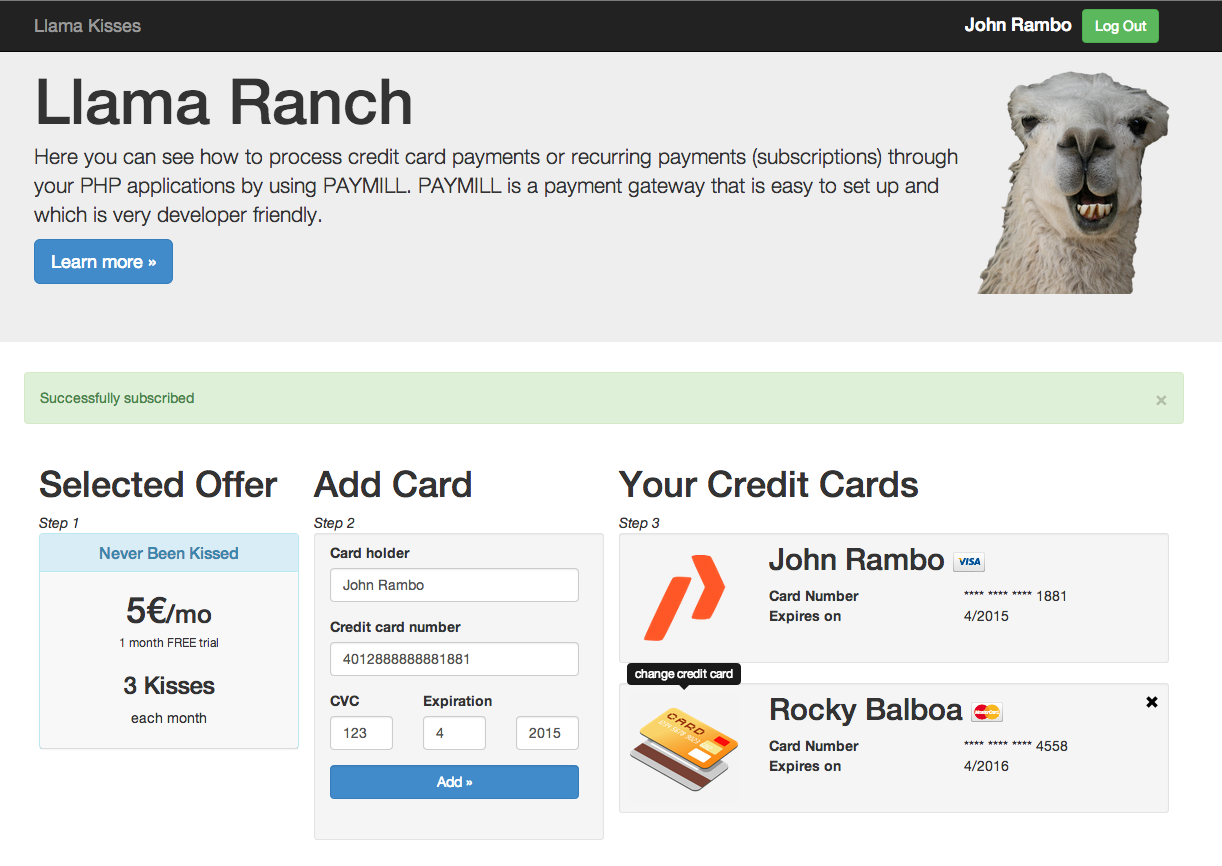 Llama Kisses
John Rambo
Log Out
Llama Ranch
Here you can see how to process credit card payments or recurring payments (subscriptions) through
your PHP applications by using PAYMILL. PAYMILL is a payment gateway that is easy to set up and
which is very developer friendly.
Learn more »
Successfully subscribed
×
Selected Offer
Step 1
Never Been Kissed
5€/mo
1 month FREE trial
3 Kisses
each month
Add Card
Step 2
Card holder
John Rambo
Credit card number
4012888888881881
CVC
Expiration
123
4
2015
Add »
Your Credit Cards
Step 3
John Rambo VISA
Card Number **** **** **** 1881
Expires on 4/2015
change credit card
CARD
Rocky Balboa MasterCard
Card Number **** **** **** 4558
Expires on 4/2016